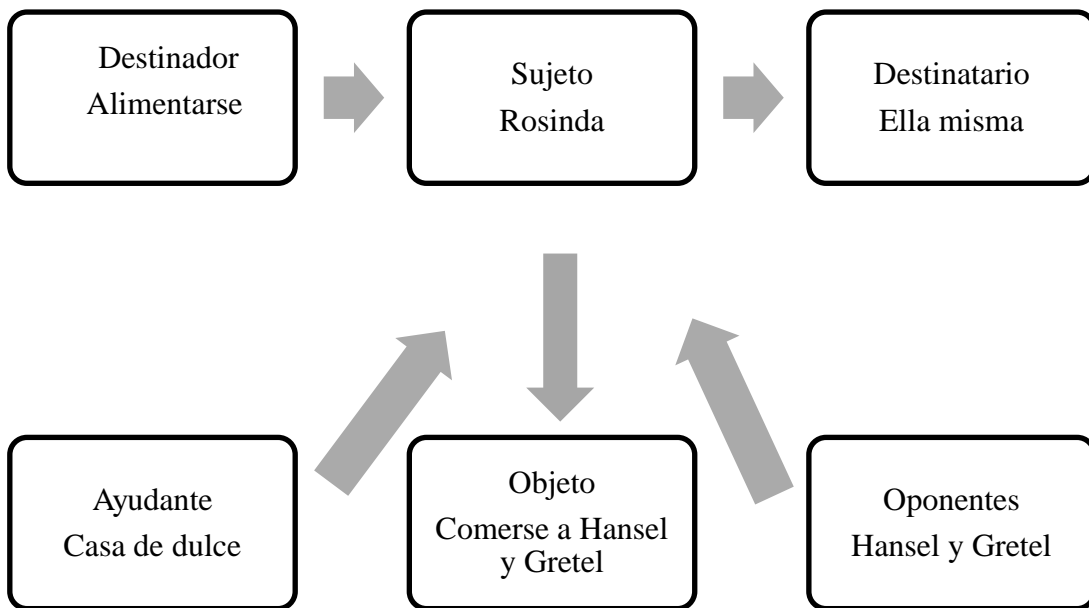 Destinador
Alimentarse
Sujeto
Rosinda
Destinatario
Ella misma
Ayudante
Casa de dulce
Objeto
Comerse a Hansel
y Gretel
Oponentes
Hansel y Gretel